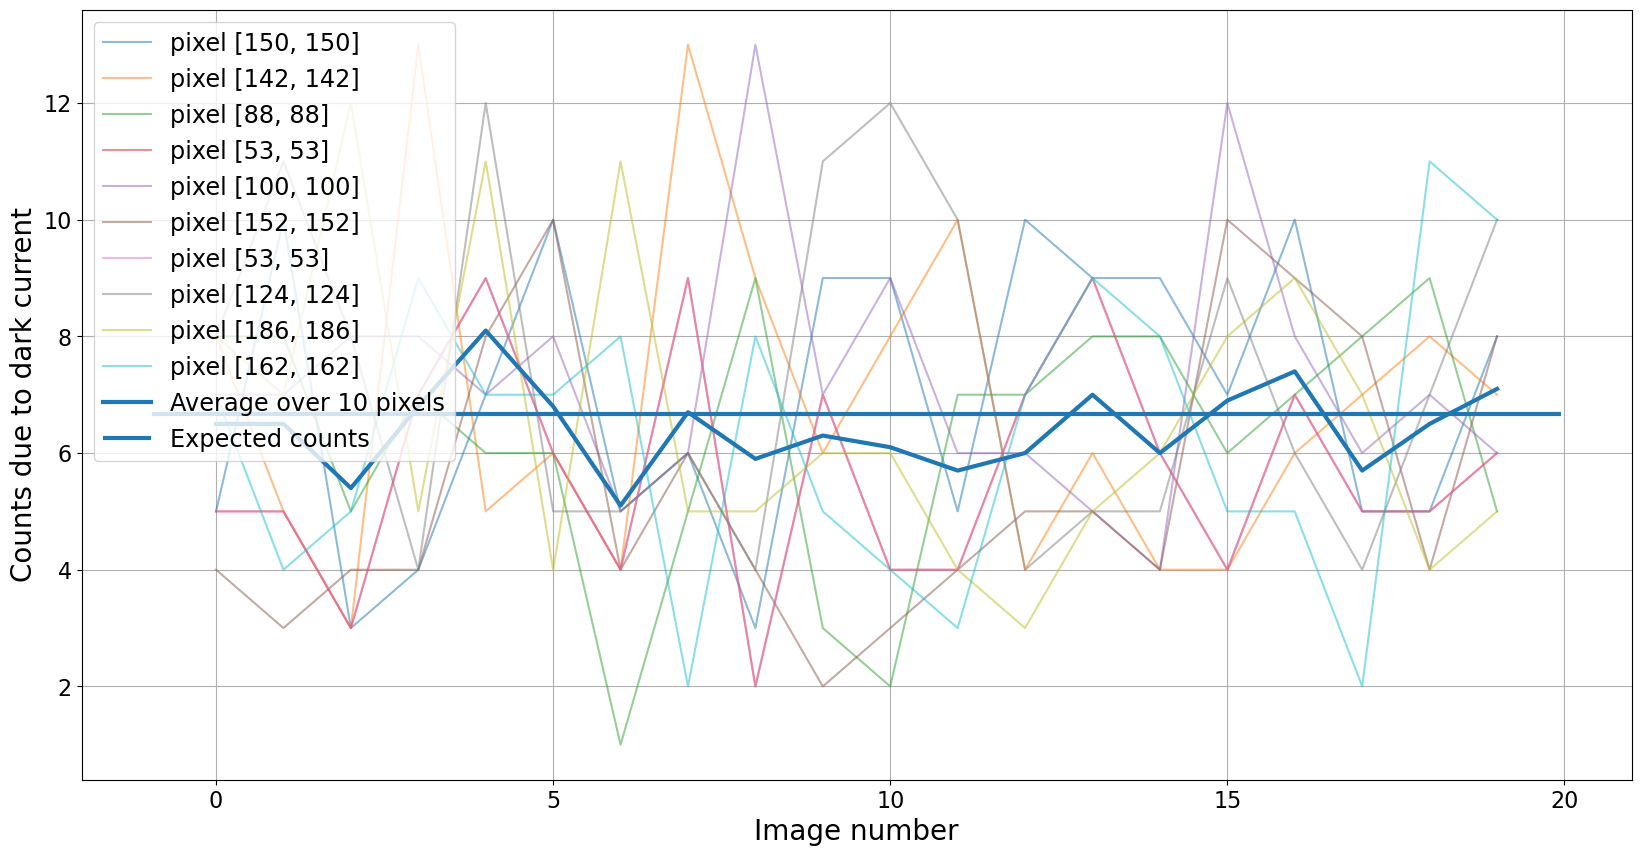 pixel [150, 150]
pixel [142, 142]
pixel [88, 88]
pixel [53, 53]
pixel [100, 100]
pixel [152, 152]
pixel [53, 53]
pixel [124, 124]
pixel [186, 186]
pixel [162, 162]
Average over 10 pixels
Expected counts
Counts due to dark current
12
10
8
6
4
2
0
5
10
15
20
Image number